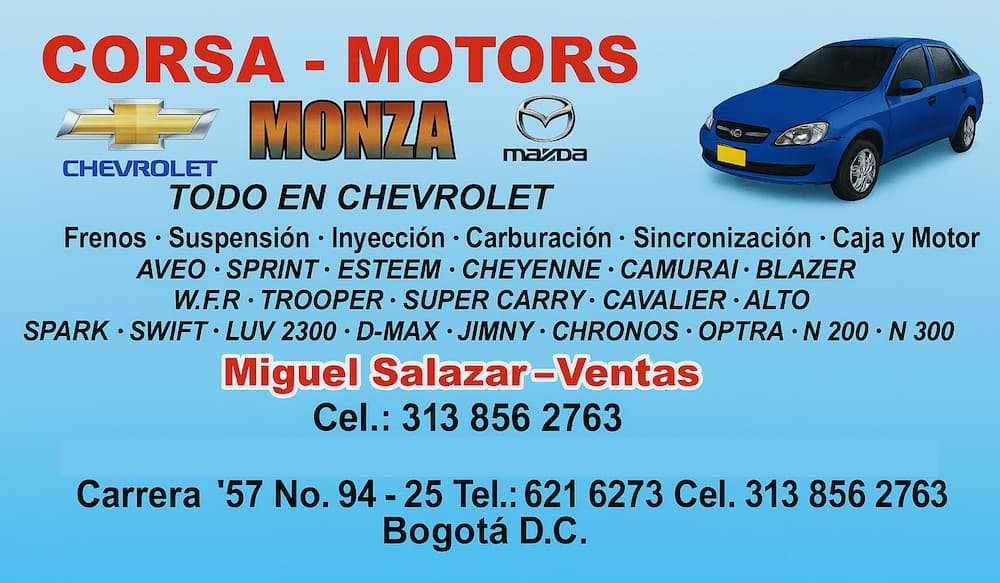 CORSA - MOTORS
CHEVROLET
MONZA
mazda
TODO EN CHEVROLET
Frenos · Suspensión · Inyección · Carburación · Sincronización · Caja y Motor
AVEO · SPRINT · ESTEEM · CHEYENNE · CAMURAI · BLAZER
W.F.R · TROOPER · SUPER CARRY · CAVALIER · ALTO
SPARK · SWIFT · LUV 2300 · D-MAX · JIMNY · CHRONOS · OPTRA · N 200 · N 300
Miguel Salazar – Ventas
Cel.: 313 856 2763
Carrera '57 No. 94 - 25 Tel.: 621 6273 Cel. 313 856 2763
Bogotá D.C.